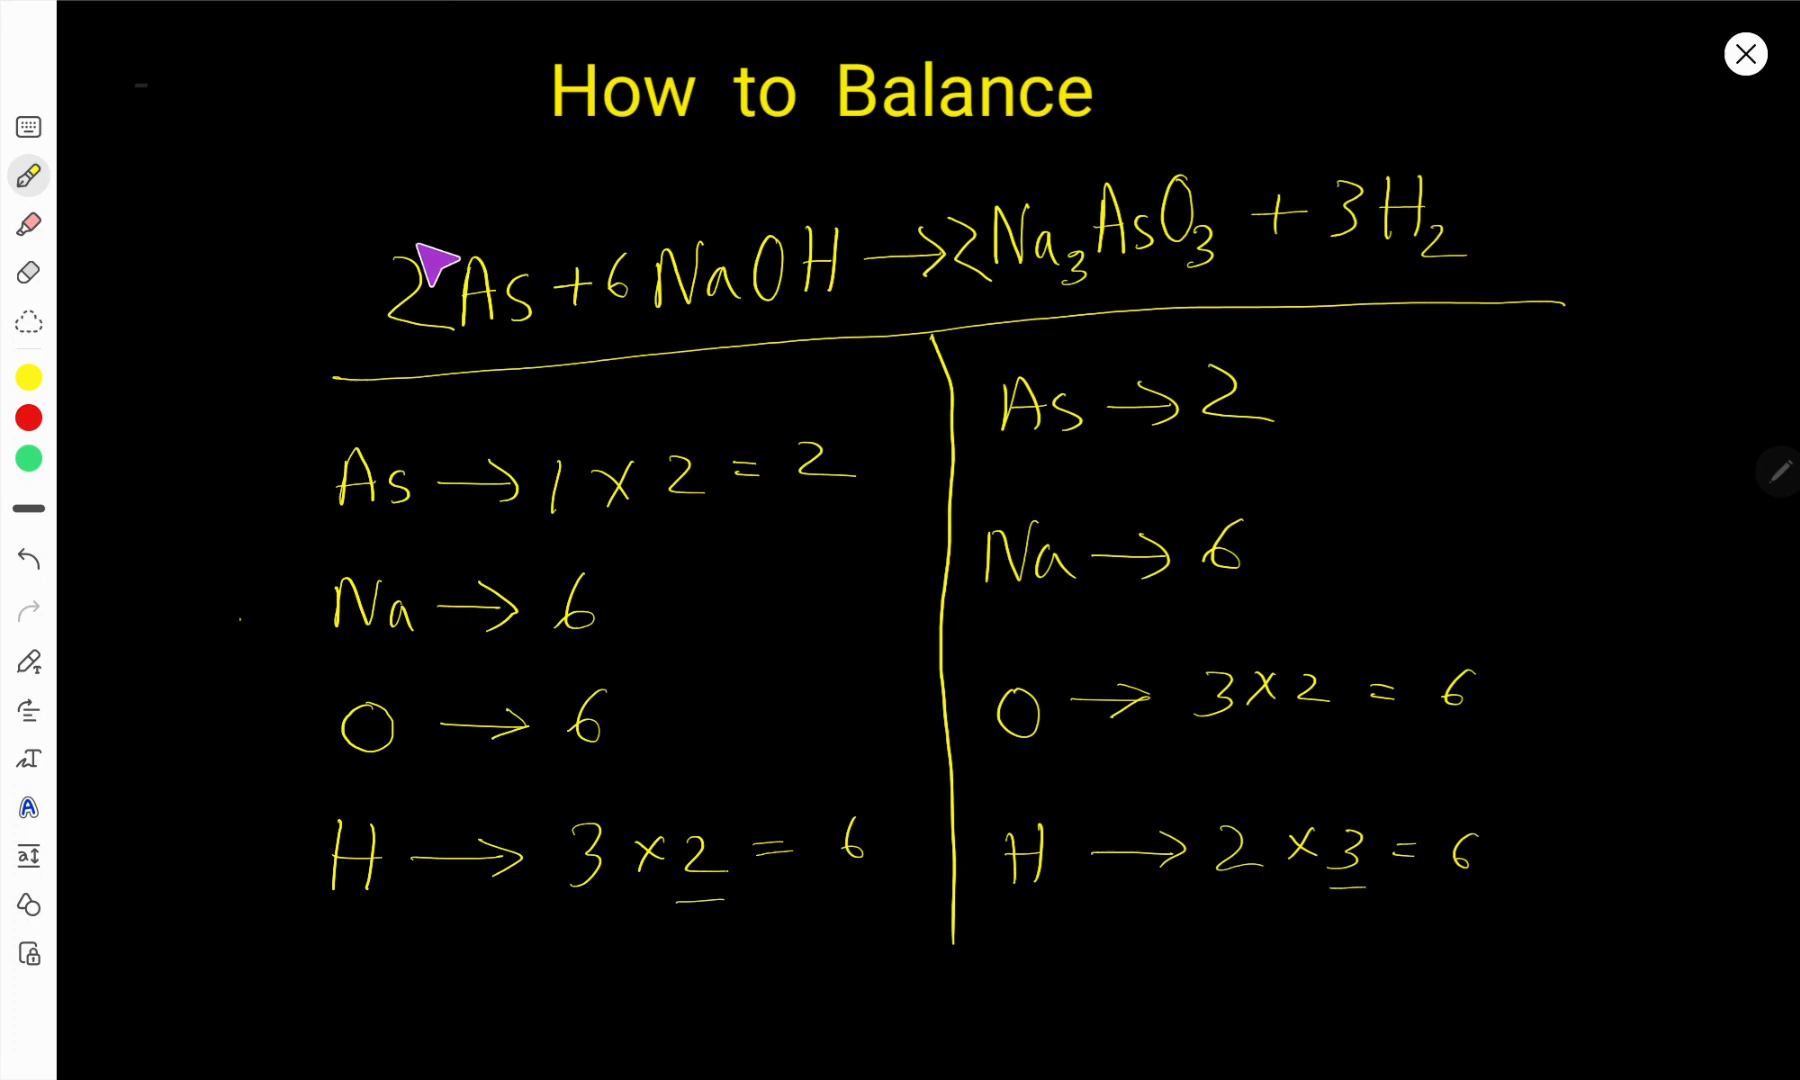 How to Balance
2As + 6NaOH → 2Na₃AsO₃ + 3H₂
As → 1 × 2 = 2
Na → 6
O → 6
H → 3 × 2 = 6
As → 2
Na → 6
O → 3 × 2 = 6
H → 2 × 3 = 6